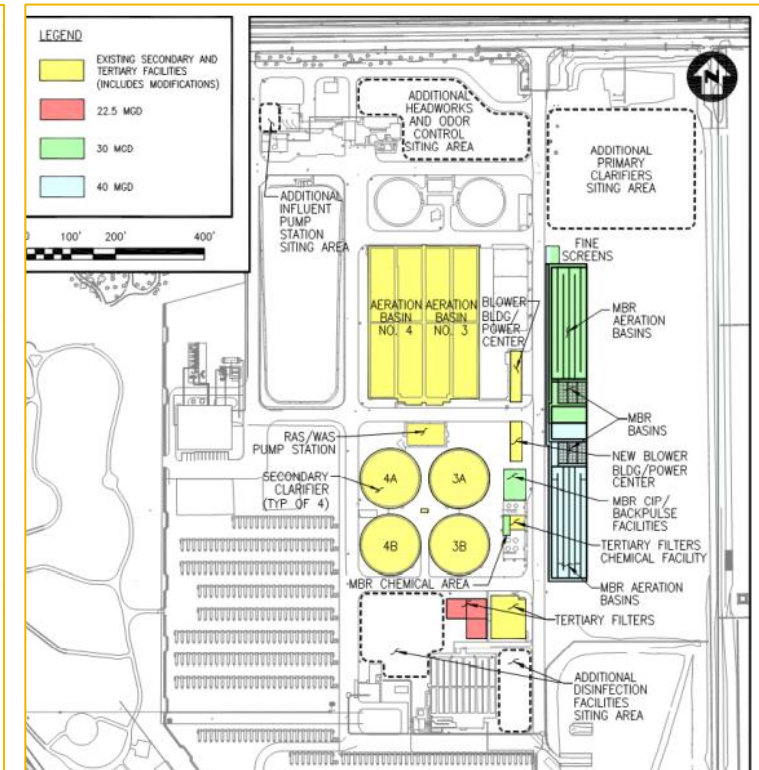 LEGEND
EXISTING SECONDARY AND
TERTIARY FACILITIES
(INCLUDES MODIFICATIONS)
22.5 MGD
30 MGD
40 MGD
100' 200' 400'
N
ADDITIONAL
HEADWORKS
AND ODOR
CONTROL
SITING AREA
ADDITIONAL
PRIMARY
CLARIFIERS
SITING AREA
ADDITIONAL
INFLUENT
PUMP
STATION
SITING AREA
FINE
SCREENS
AERATION
BASIN
NO. 4
AERATION
BASIN
NO. 3
BLOWER
BLDG/
POWER
CENTER
MBR
AERATION
BASINS
MBR
BASINS
RAS/WAS
PUMP STATION
NEW BLOWER
BLDG/POWER
CENTER
SECONDARY
CLARIFIER
(TYP OF 4)
4A
3A
MBR CIP/
BACKPULSE
FACILITIES
4B
3B
TERTIARY FILTERS
CHEMICAL FACILITY
MBR CHEMICAL AREA
MBR AERATION
BASINS
TERTIARY FILTERS
ADDITIONAL
DISINFECTION
FACILITIES
SITING AREA